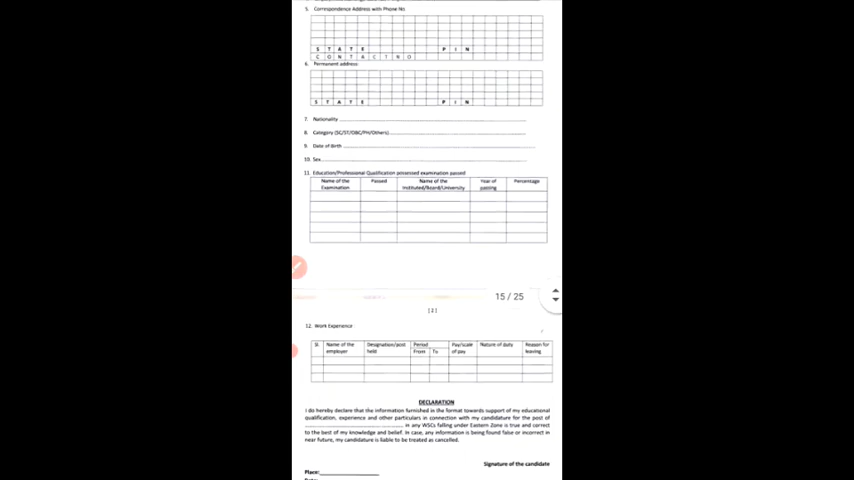 5. Correspondence Address with Phone No
S T A T E P I N
C O N T A C T N O
6. Permanent address:
S T A T E P I N
7. Nationality
8. Category (SC/ST/OBC/PH/Others)
9. Date of Birth
10. Sex
11. Education/Professional Qualification possessed examination passed
Name of the Examination Passed Name of the Instituted/Board/University Year of passing Percentage
15 / 25
[2]
12. Work Experience
Sl. Name of the employer Designation/post held Period From To Pay/scale of pay Nature of duty Reason for leaving
DECLARATION
I do hereby declare that the information furnished in the format towards support of my educational
qualification, experience and other particulars in connection with my candidature for the post of
in any WSCs falling under Eastern Zone is true and correct
to the best of my knowledge and belief. In case, any information is being found false or incorrect in
near future, my candidature is liable to be treated as cancelled.
Signature of the candidate
Place: